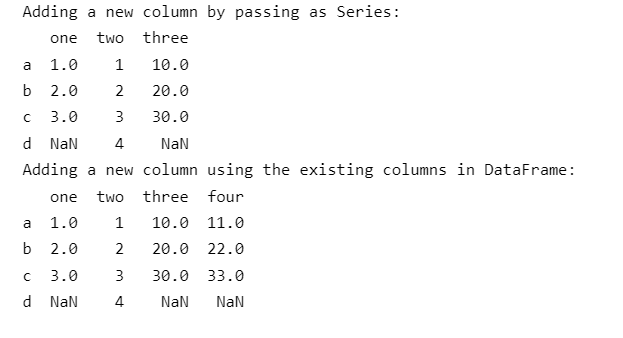 Adding a new column by passing as Series:
   one  two  three
a  1.0    1   10.0
b  2.0    2   20.0
c  3.0    3   30.0
d  NaN    4    NaN
Adding a new column using the existing columns in DataFrame:
   one  two  three  four
a  1.0    1   10.0  11.0
b  2.0    2   20.0  22.0
c  3.0    3   30.0  33.0
d  NaN    4    NaN   NaN